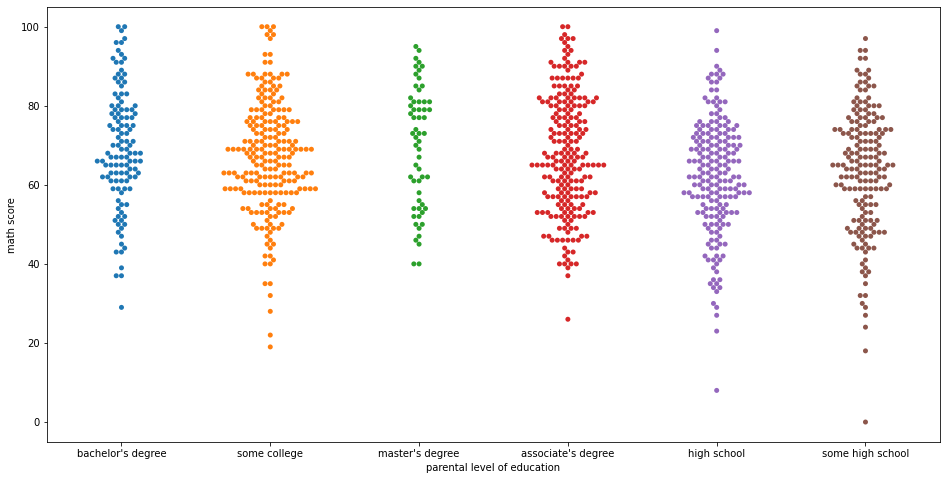 100
80
60
40
20
0
math score
bachelor's degree
some college
master's degree
associate's degree
high school
some high school
parental level of education